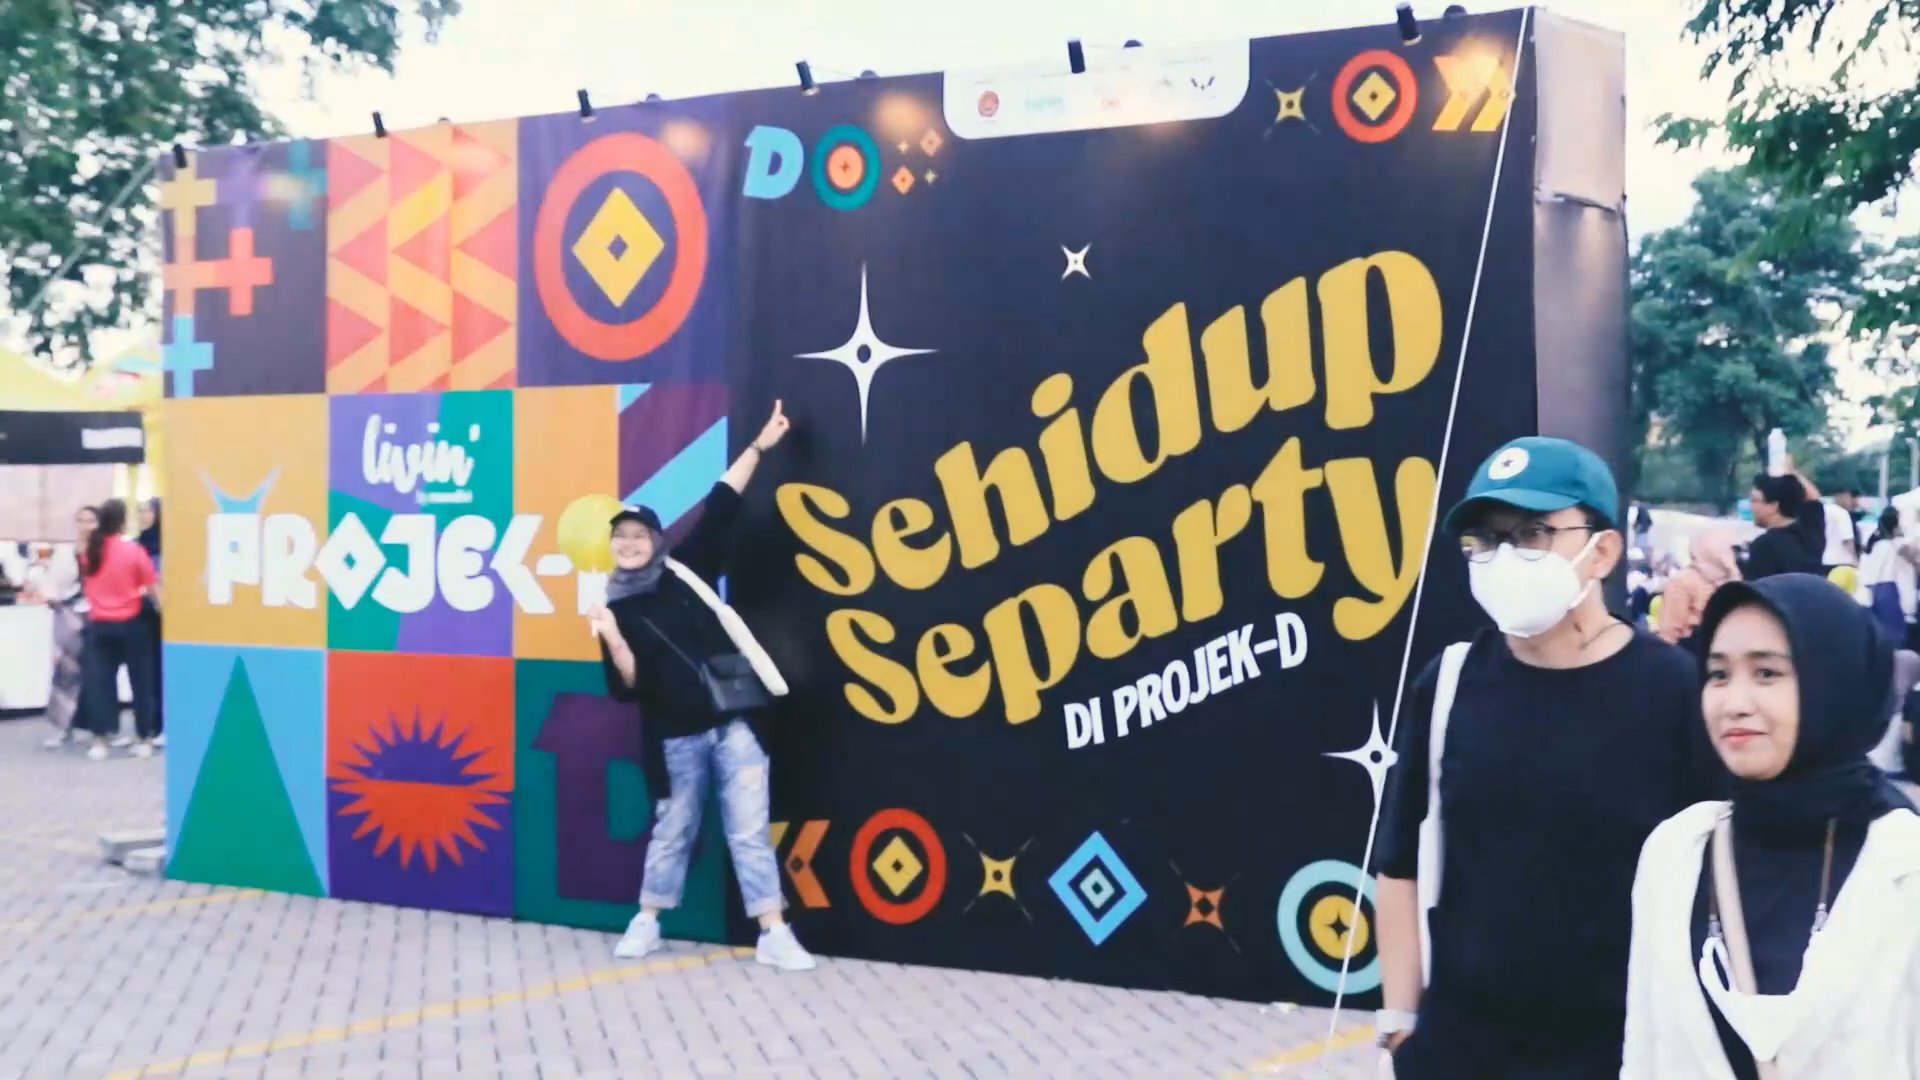 livin'
PROJEK-
D
Sehidup
Separty
DI PROJEK-D